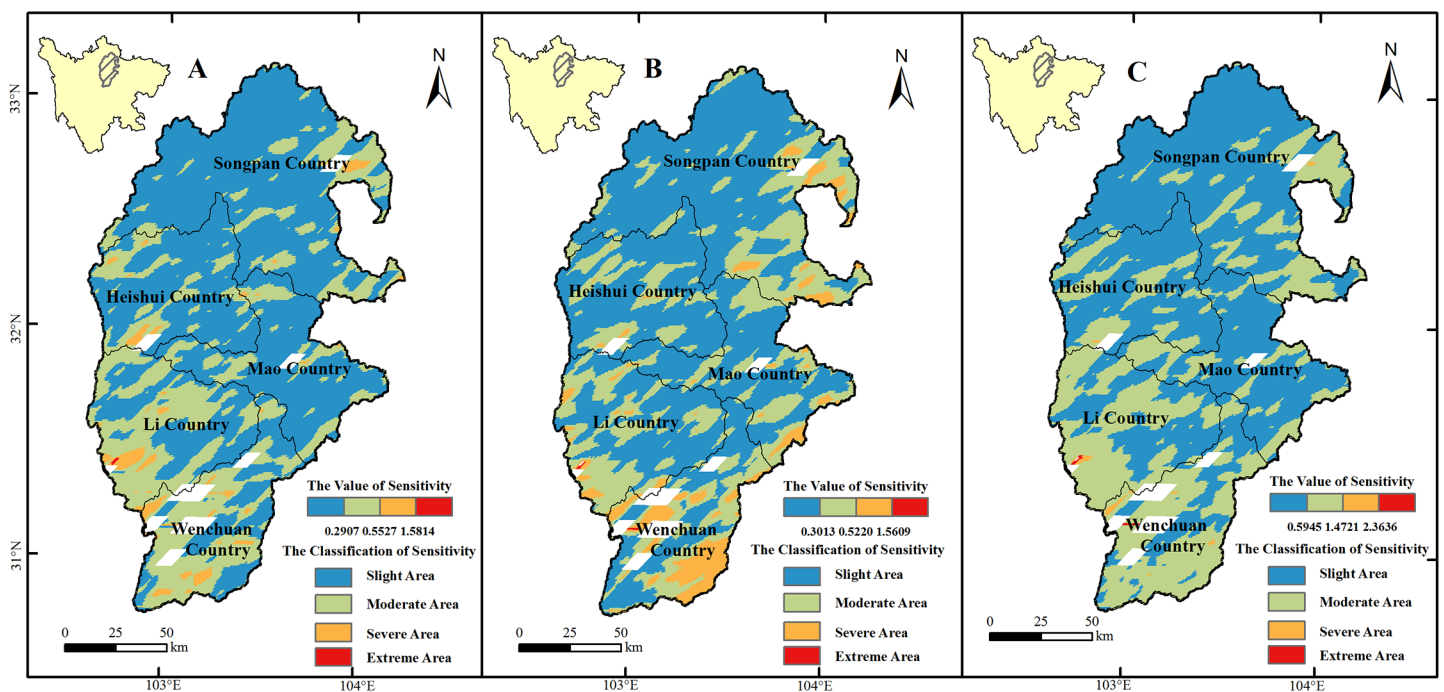 A
N
33°N
32°N
31°N
Songpan Country
Heishui Country
Mao Country
Li Country
Wenchuan
Country
The Value of Sensitivity
0.2907 0.5527 1.5814
The Classification of Sensitivity
Slight Area
Moderate Area
Severe Area
Extreme Area
0 25 50
km
103°E 104°E
B
N
Songpan Country
Heishui Country
Mao Country
Li Country
Wenchuan
Country
The Value of Sensitivity
0.3013 0.5220 1.5609
The Classification of Sensitivity
Slight Area
Moderate Area
Severe Area
Extreme Area
0 25 50
km
103°E 104°E
C
N
Songpan Country
Heishui Country
Mao Country
Li Country
Wenchuan
Country
The Value of Sensitivity
0.5945 1.4721 2.3636
The Classification of Sensitivity
Slight Area
Moderate Area
Severe Area
Extreme Area
0 25 50
km
103°E 104°E